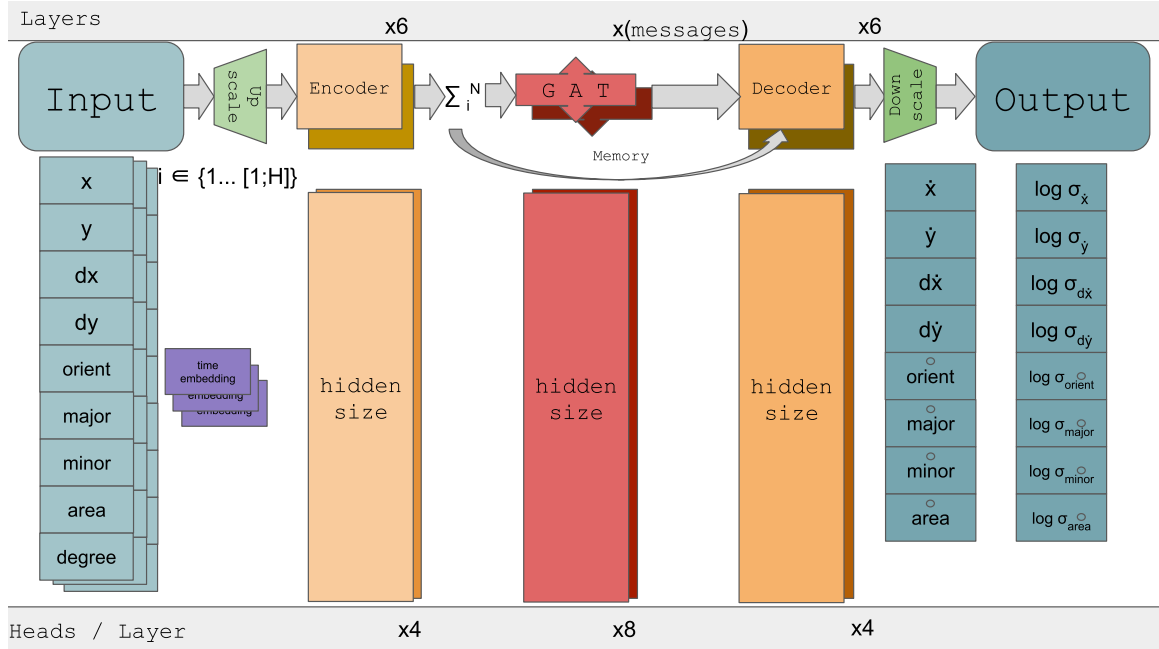 Layers
x6
x(messages)
x6
Input
Up
scale
Encoder
∑ᵢᴺ
G A T
Decoder
Down
scale
Output
Memory
i ∈ {1... [1;H]}
x
y
dx
dy
orient
major
minor
area
degree
time
embedding
embedding
embedding
hidden
size
hidden
size
hidden
size
ẋ
ẏ
dẋ
dẏ
orient
major
minor
area
log σẋ
log σẏ
log σdẋ
log σdẏ
log σorient
log σmajor
log σminor
log σarea
Heads / Layer
x4
x8
x4